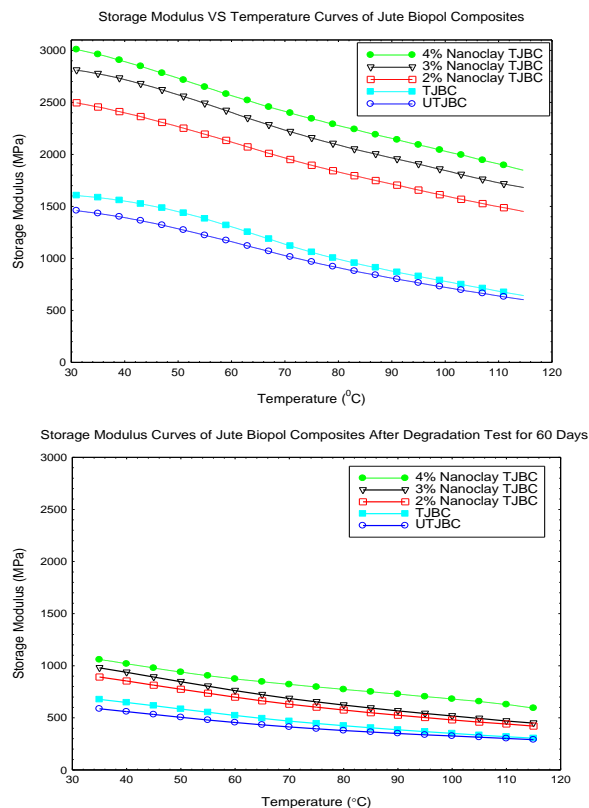 Storage Modulus VS Temperature Curves of Jute Biopol Composites
3000
2500
2000
1500
1000
500
0
Storage Modulus (MPa)
4% Nanoclay TJBC
3% Nanoclay TJBC
2% Nanoclay TJBC
TJBC
UTJBC
30 40 50 60 70 80 90 100 110 120
Temperature (⁰C)
Storage Modulus Curves of Jute Biopol Composites After Degradation Test for 60 Days
3000
2500
2000
1500
1000
500
0
Storage Modulus (MPa)
4% Nanoclay TJBC
3% Nanoclay TJBC
2% Nanoclay TJBC
TJBC
UTJBC
30 40 50 60 70 80 90 100 110 120
Temperature (°C)